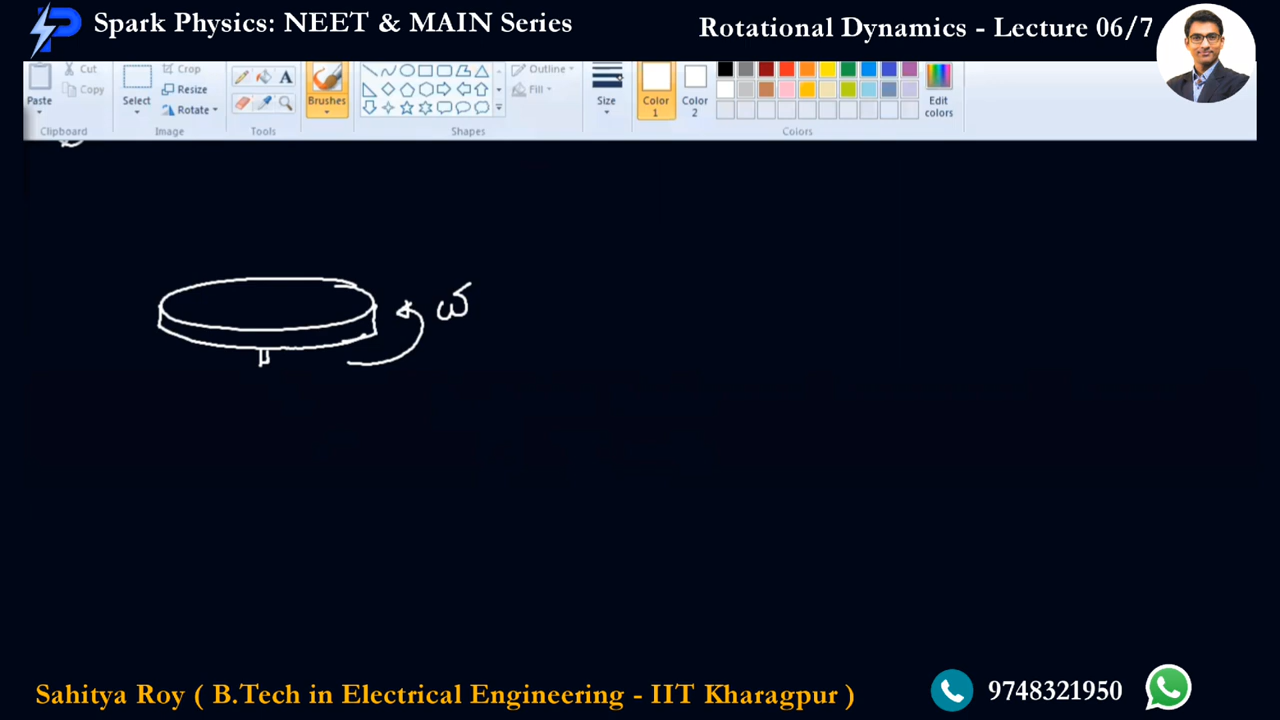 Spark Physics: NEET & MAIN Series
Rotational Dynamics - Lecture 06/7
Cut
Crop
Outline
Copy
Resize
Fill
Paste
Select
Rotate
A
Brushes
Size
Color
1
Color
2
Edit
colors
Clipboard
Image
Tools
Shapes
Colors
ω
Sahitya Roy ( B.Tech in Electrical Engineering - IIT Kharagpur )
9748321950